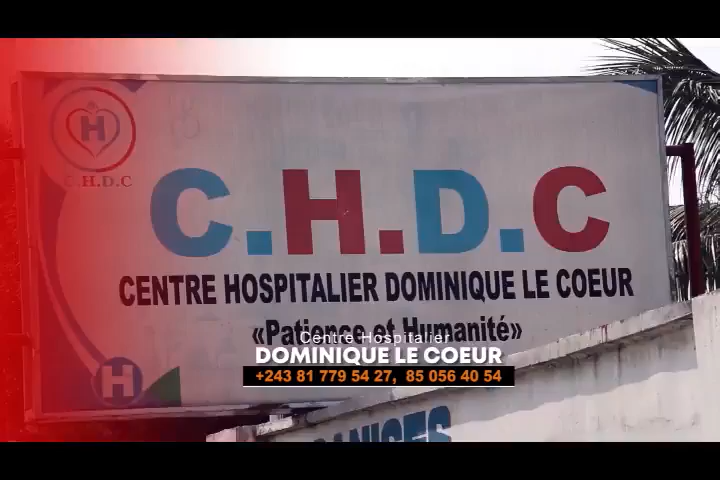 H
C.H.D.C
C.H.D.C
CENTRE HOSPITALIER DOMINIQUE LE COEUR
«Patience et Humanité»
Centre Hospitalier
DOMINIQUE LE COEUR
+243 81 779 54 27, 85 056 40 54
H